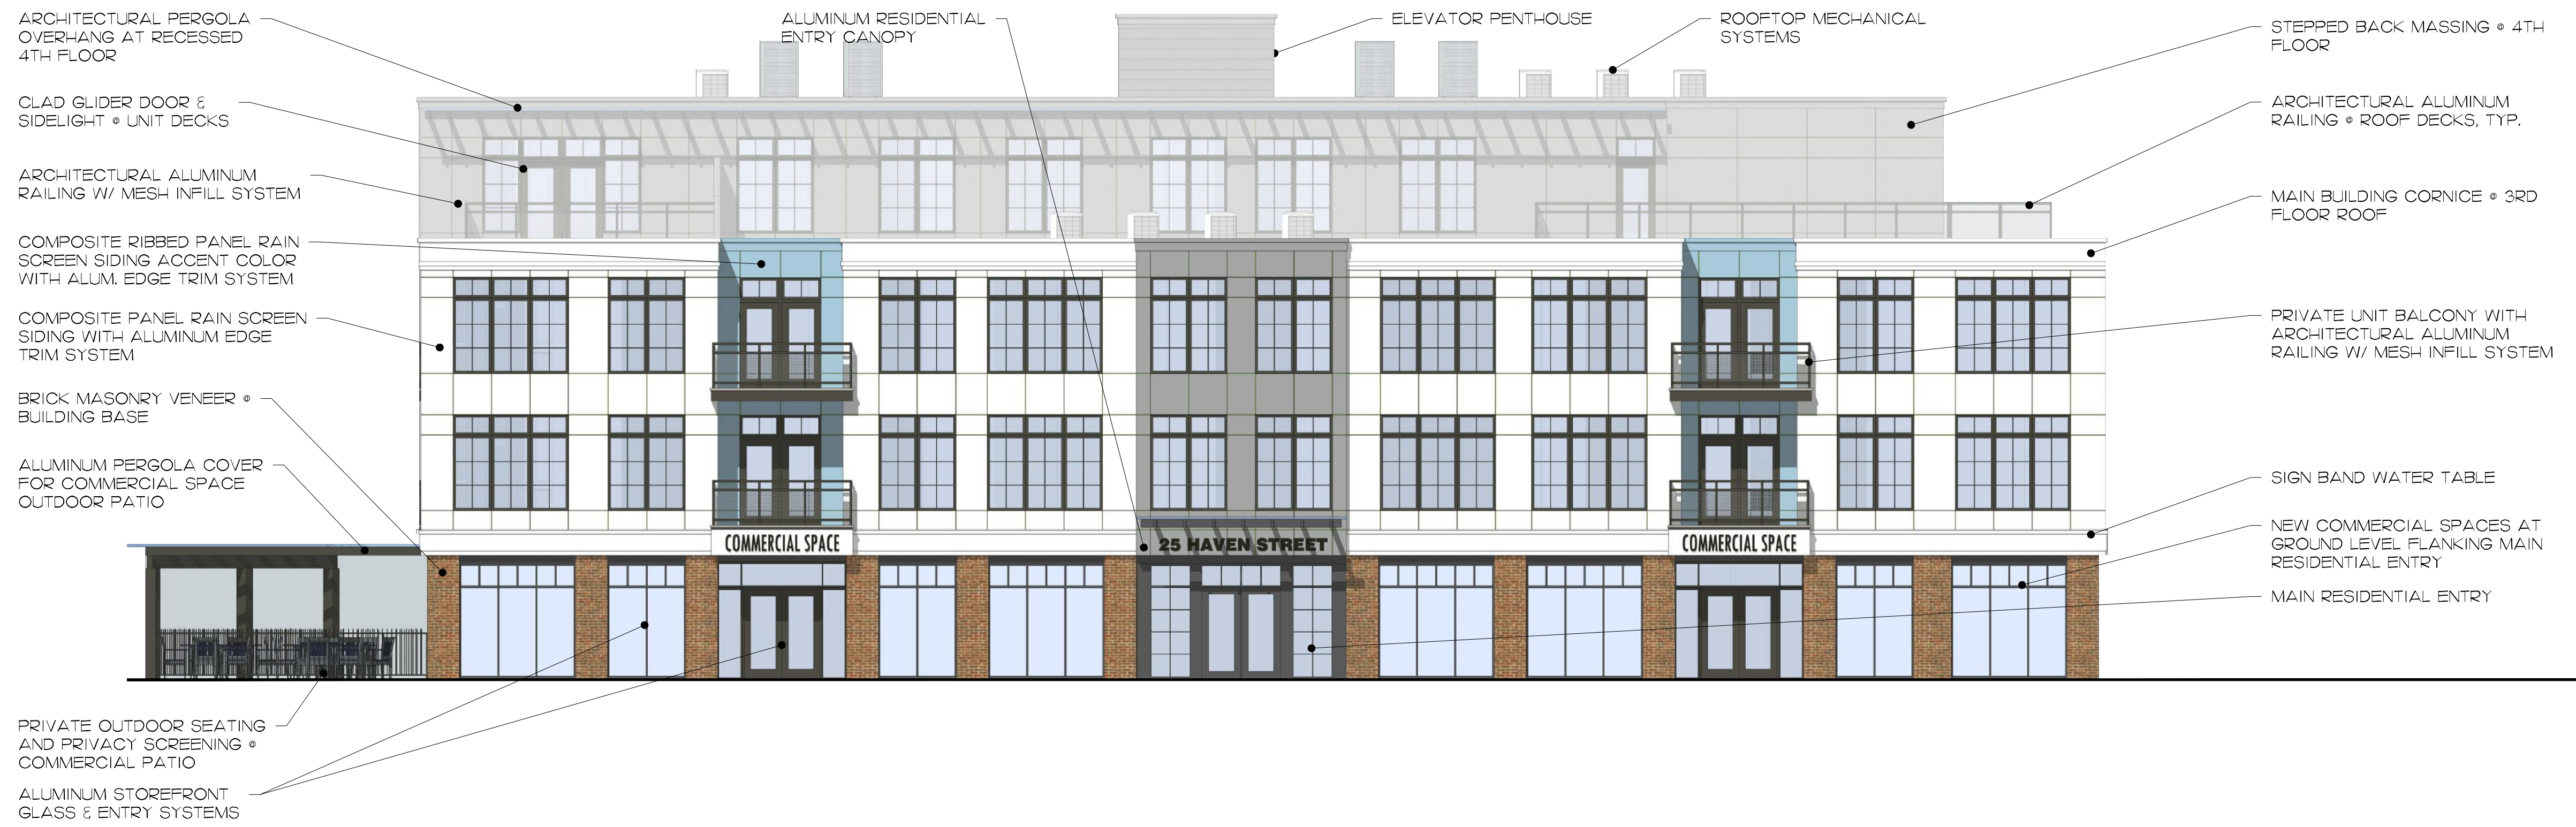 ARCHITECTURAL PERGOLA
OVERHANG AT RECESSED
4TH FLOOR
CLAD GLIDER DOOR &
SIDELIGHT @ UNIT DECKS
ARCHITECTURAL ALUMINUM
RAILING W/ MESH INFILL SYSTEM
COMPOSITE RIBBED PANEL RAIN
SCREEN SIDING ACCENT COLOR
WITH ALUM. EDGE TRIM SYSTEM
COMPOSITE PANEL RAIN SCREEN
SIDING WITH ALUMINUM EDGE
TRIM SYSTEM
BRICK MASONRY VENEER @
BUILDING BASE
ALUMINUM PERGOLA COVER
FOR COMMERCIAL SPACE
OUTDOOR PATIO
PRIVATE OUTDOOR SEATING
AND PRIVACY SCREENING @
COMMERCIAL PATIO
ALUMINUM STOREFRONT
GLASS & ENTRY SYSTEMS
ALUMINUM RESIDENTIAL
ENTRY CANOPY
ELEVATOR PENTHOUSE
ROOFTOP MECHANICAL
SYSTEMS
COMMERCIAL SPACE
25 HAVEN STREET
COMMERCIAL SPACE
STEPPED BACK MASSING @ 4TH
FLOOR
ARCHITECTURAL ALUMINUM
RAILING @ ROOF DECKS, TYP.
MAIN BUILDING CORNICE @ 3RD
FLOOR ROOF
PRIVATE UNIT BALCONY WITH
ARCHITECTURAL ALUMINUM
RAILING W/ MESH INFILL SYSTEM
SIGN BAND WATER TABLE
NEW COMMERCIAL SPACES AT
GROUND LEVEL FLANKING MAIN
RESIDENTIAL ENTRY
MAIN RESIDENTIAL ENTRY